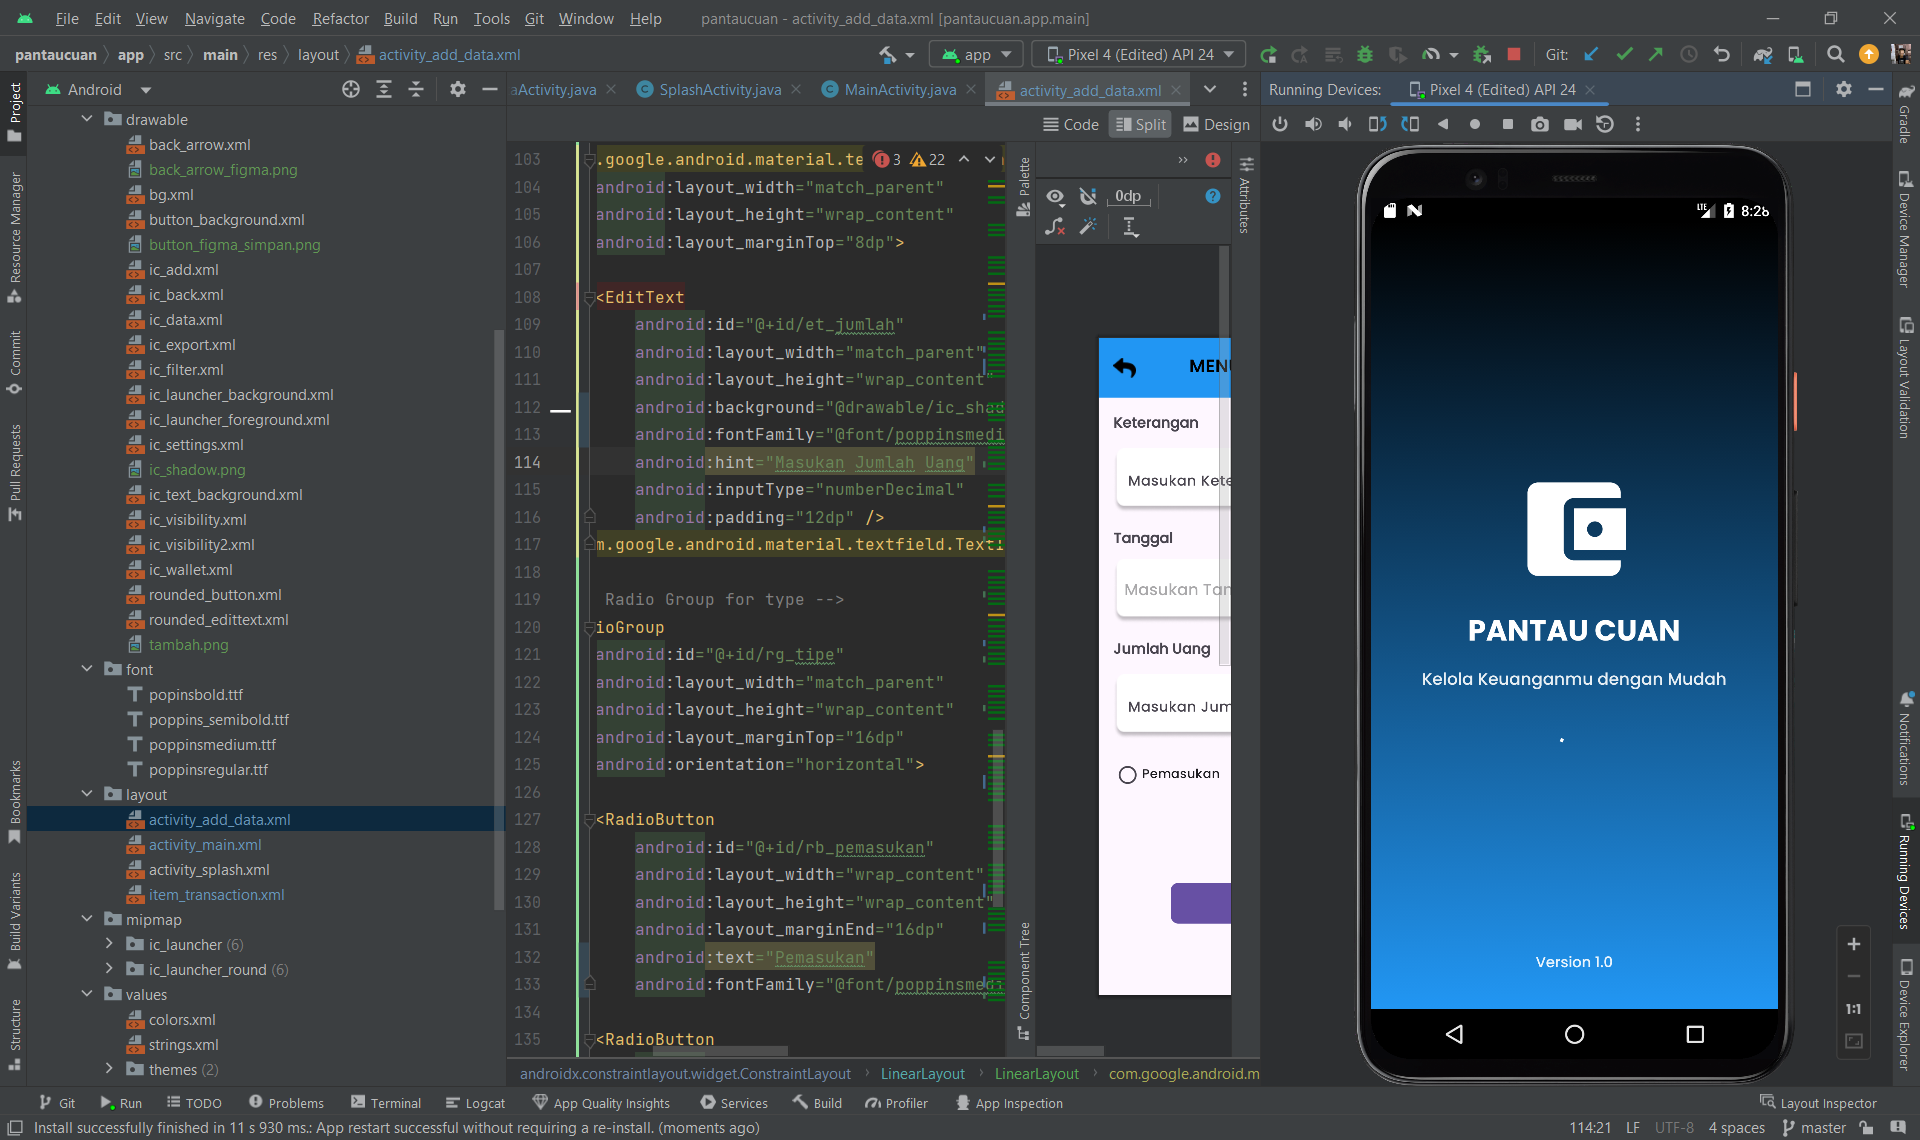 File Edit View Navigate Code Refactor Build Run Tools Git Window Help pantaucuan - activity_add_data.xml [pantaucuan.app.main]
pantaucuan app src main res layout activity_add_data.xml app Pixel 4 (Edited) API 24 Git:
Android aActivity.java SplashActivity.java MainActivity.java activity_add_data.xml Running Devices: Pixel 4 (Edited) API 24
Code Split Design
Project
Resource Manager
Commit
Pull Requests
Bookmarks
Build Variants
Structure
drawable
back_arrow.xml
back_arrow_figma.png
bg.xml
button_background.xml
button_figma_simpan.png
ic_add.xml
ic_back.xml
ic_data.xml
ic_export.xml
ic_filter.xml
ic_launcher_background.xml
ic_launcher_foreground.xml
ic_settings.xml
ic_shadow.png
ic_text_background.xml
ic_visibility.xml
ic_visibility2.xml
ic_wallet.xml
rounded_button.xml
rounded_edittext.xml
tambah.png
font
popinsbold.ttf
poppins_semibold.ttf
poppinsmedium.ttf
poppinsregular.ttf
layout
activity_add_data.xml
activity_main.xml
activity_splash.xml
item_transaction.xml
mipmap
ic_launcher (6)
ic_launcher_round (6)
values
colors.xml
strings.xml
themes (2)
103 .google.android.material.te 3 22
104 android:layout_width="match_parent"
105 android:layout_height="wrap_content"
106 android:layout_marginTop="8dp">
107
108 <EditText
109 android:id="@+id/et_jumlah"
110 android:layout_width="match_parent"
111 android:layout_height="wrap_content"
112 android:background="@drawable/ic_shad
113 android:fontFamily="@font/poppinsmedi
114 android:hint="Masukan Jumlah Uang"
115 android:inputType="numberDecimal"
116 android:padding="12dp" />
117 m.google.android.material.textfield.Texti
118
119 Radio Group for type -->
120 ioGroup
121 android:id="@+id/rg_tipe"
122 android:layout_width="match_parent"
123 android:layout_height="wrap_content"
124 android:layout_marginTop="16dp"
125 android:orientation="horizontal">
126
127 <RadioButton
128 android:id="@+id/rb_pemasukan"
129 android:layout_width="wrap_content"
130 android:layout_height="wrap_content"
131 android:layout_marginEnd="16dp"
132 android:text="Pemasukan"
133 android:fontFamily="@font/poppinsmedi
134
135 <RadioButton
androidx.constraintlayout.widget.ConstraintLayout LinearLayout LinearLayout com.google.android.m
Palette
Component Tree
0dp
Attributes
MENU
Keterangan
Masukan Kete
Tanggal
Masukan Tan
Jumlah Uang
Masukan Jum
Pemasukan
LTE 8:28
PANTAU CUAN
Kelola Keuanganmu dengan Mudah
Version 1.0
1:1
Gradle
Device Manager
Layout Validation
Notifications
Running Devices
Device Explorer
Git Run TODO Problems Terminal Logcat App Quality Insights Services Build Profiler App Inspection Layout Inspector
Install successfully finished in 11 s 930 ms.: App restart successful without requiring a re-install. (moments ago) 114:21 LF UTF-8 4 spaces master